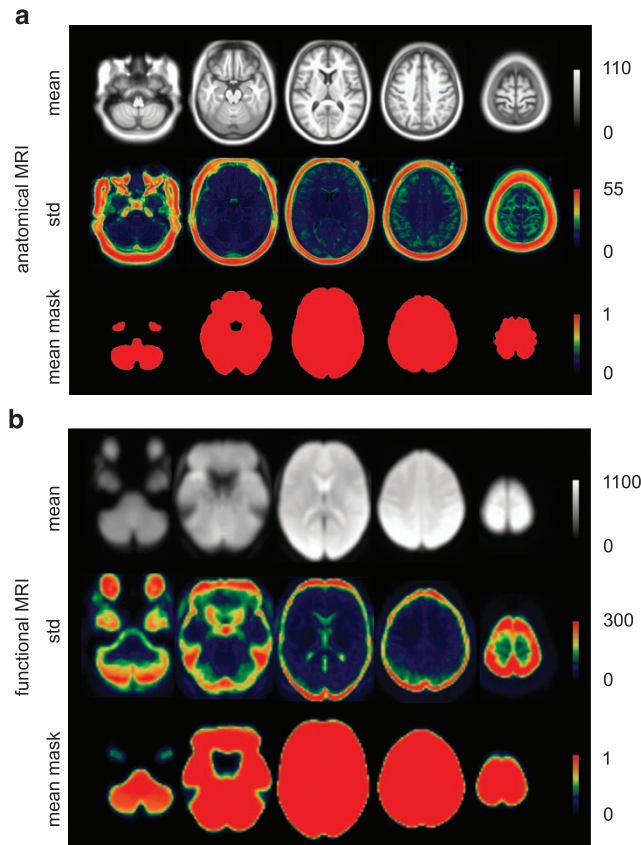 a
anatomical MRI
mean
110
0
std
55
0
mean mask
1
0
b
functional MRI
mean
1100
0
std
300
0
mean mask
1
0